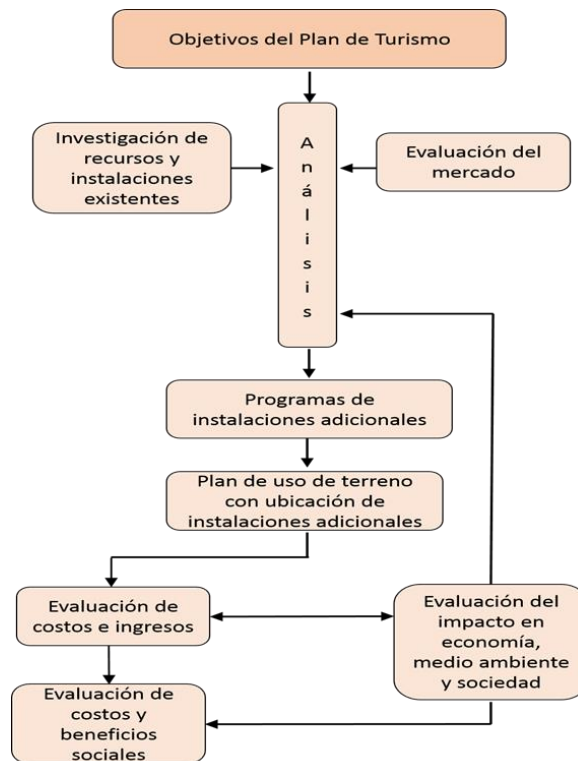 Objetivos del Plan de Turismo
Investigación de
recursos y
instalaciones
existentes
Análisis
Evaluación del
mercado
Programas de
instalaciones adicionales
Plan de uso de terreno
con ubicación de
instalaciones adicionales
Evaluación de
costos e ingresos
Evaluación del
impacto en
economía,
medio ambiente
y sociedad
Evaluación de
costos y
beneficios
sociales